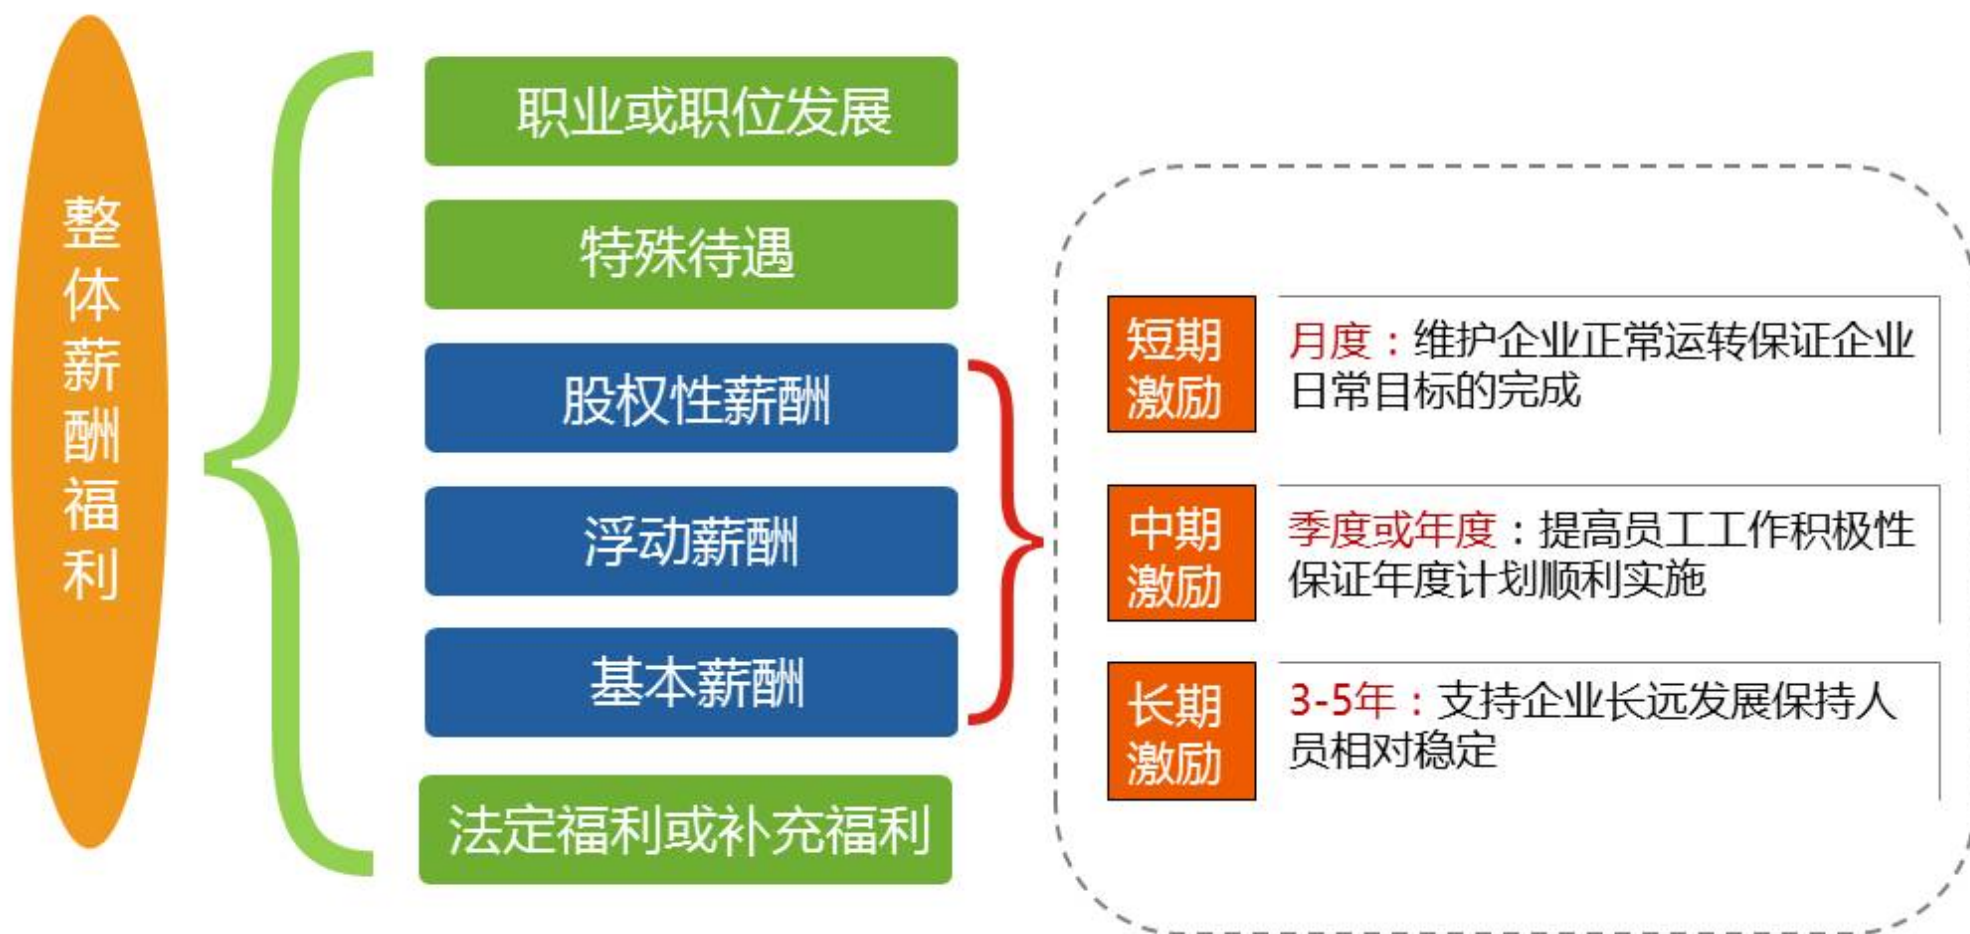 整体薪酬福利
职业或职位发展
特殊待遇
股权性薪酬
浮动薪酬
基本薪酬
法定福利或补充福利
短期
激励
月度：维护企业正常运转保证企业
日常目标的完成
中期
激励
季度或年度：提高员工工作积极性
保证年度计划顺利实施
长期
激励
3-5年：支持企业长远发展保持人
员相对稳定